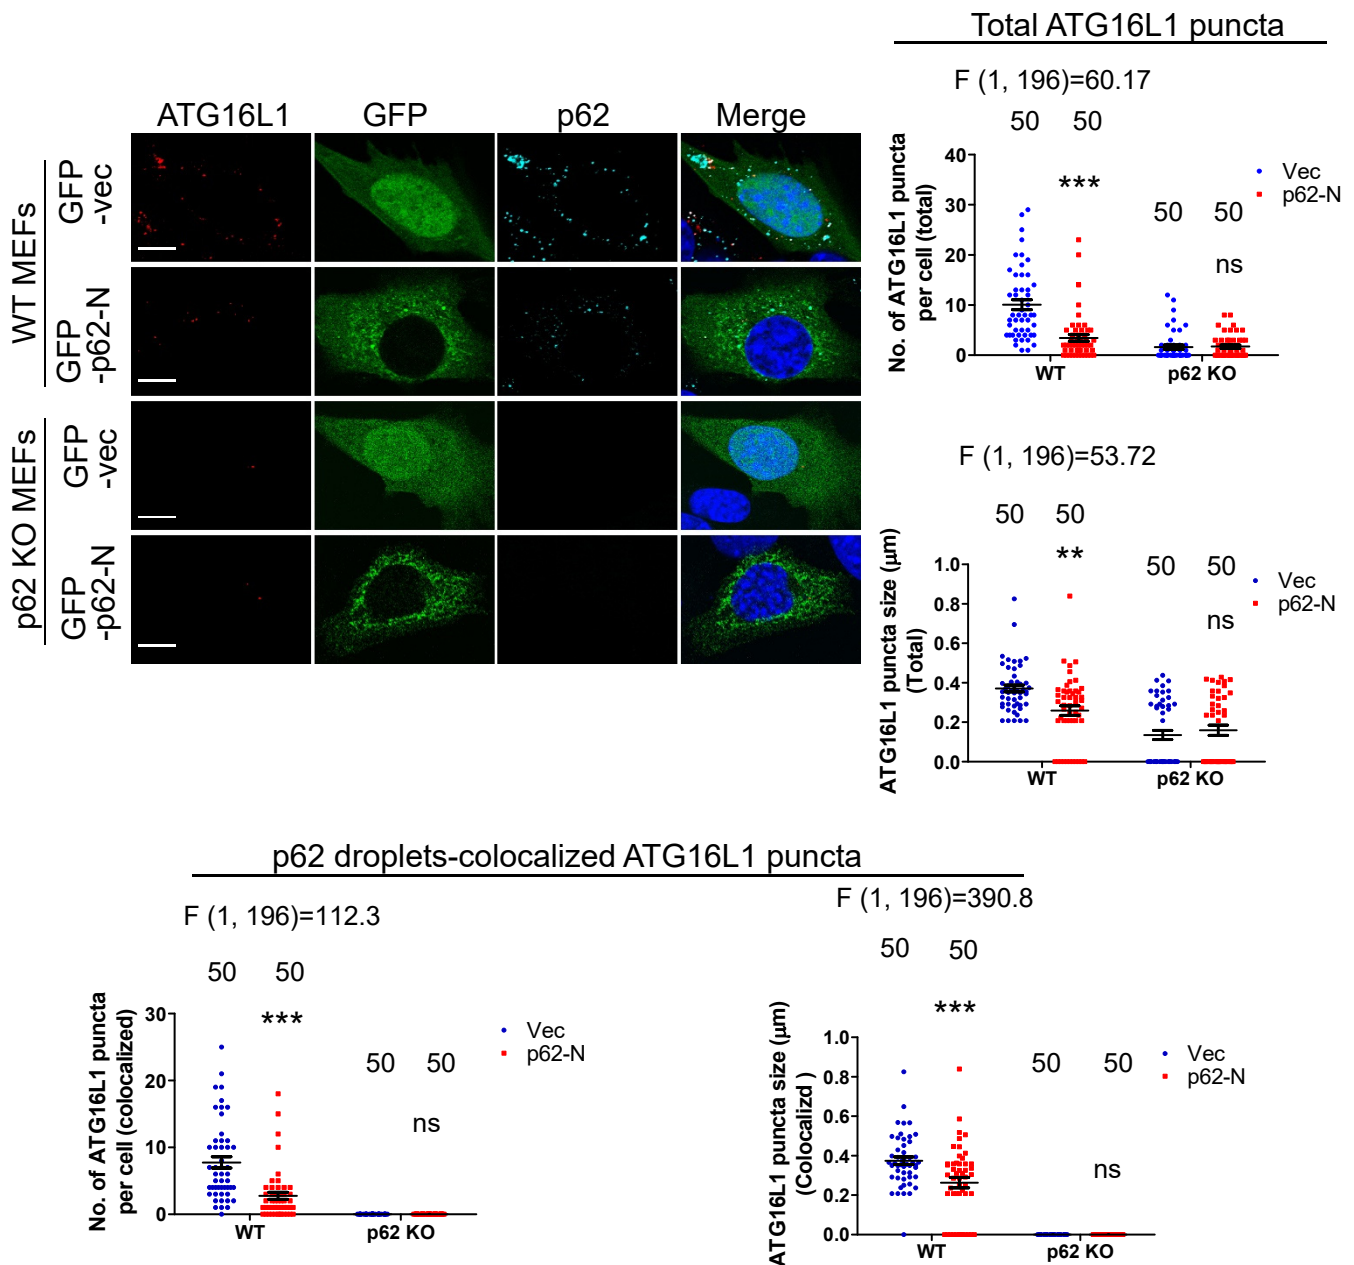 Total ATG16L1 puncta
ATG16L1 GFP p62 Merge
WT MEFs
GFP
-vec
GFP
-p62-N
p62 KO MEFs
GFP
-vec
GFP
-p62-N
F (1, 196)=60.17
50 50
***
50 50
ns
Vec
p62-N
No. of ATG16L1 puncta
per cell (total)
40
30
20
10
0
WT p62 KO
F (1, 196)=53.72
50 50
**
50 50
ns
Vec
p62-N
ATG16L1 puncta size (μm)
(Total)
1.0
0.8
0.6
0.4
0.2
0.0
WT p62 KO
p62 droplets-colocalized ATG16L1 puncta
F (1, 196)=112.3
50 50
***
50 50
ns
Vec
p62-N
No. of ATG16L1 puncta
per cell (colocalized)
30
20
10
0
WT p62 KO
F (1, 196)=390.8
50 50
***
50 50
ns
Vec
p62-N
ATG16L1 puncta size (μm)
(Colocalizd )
1.0
0.8
0.6
0.4
0.2
0.0
WT p62 KO